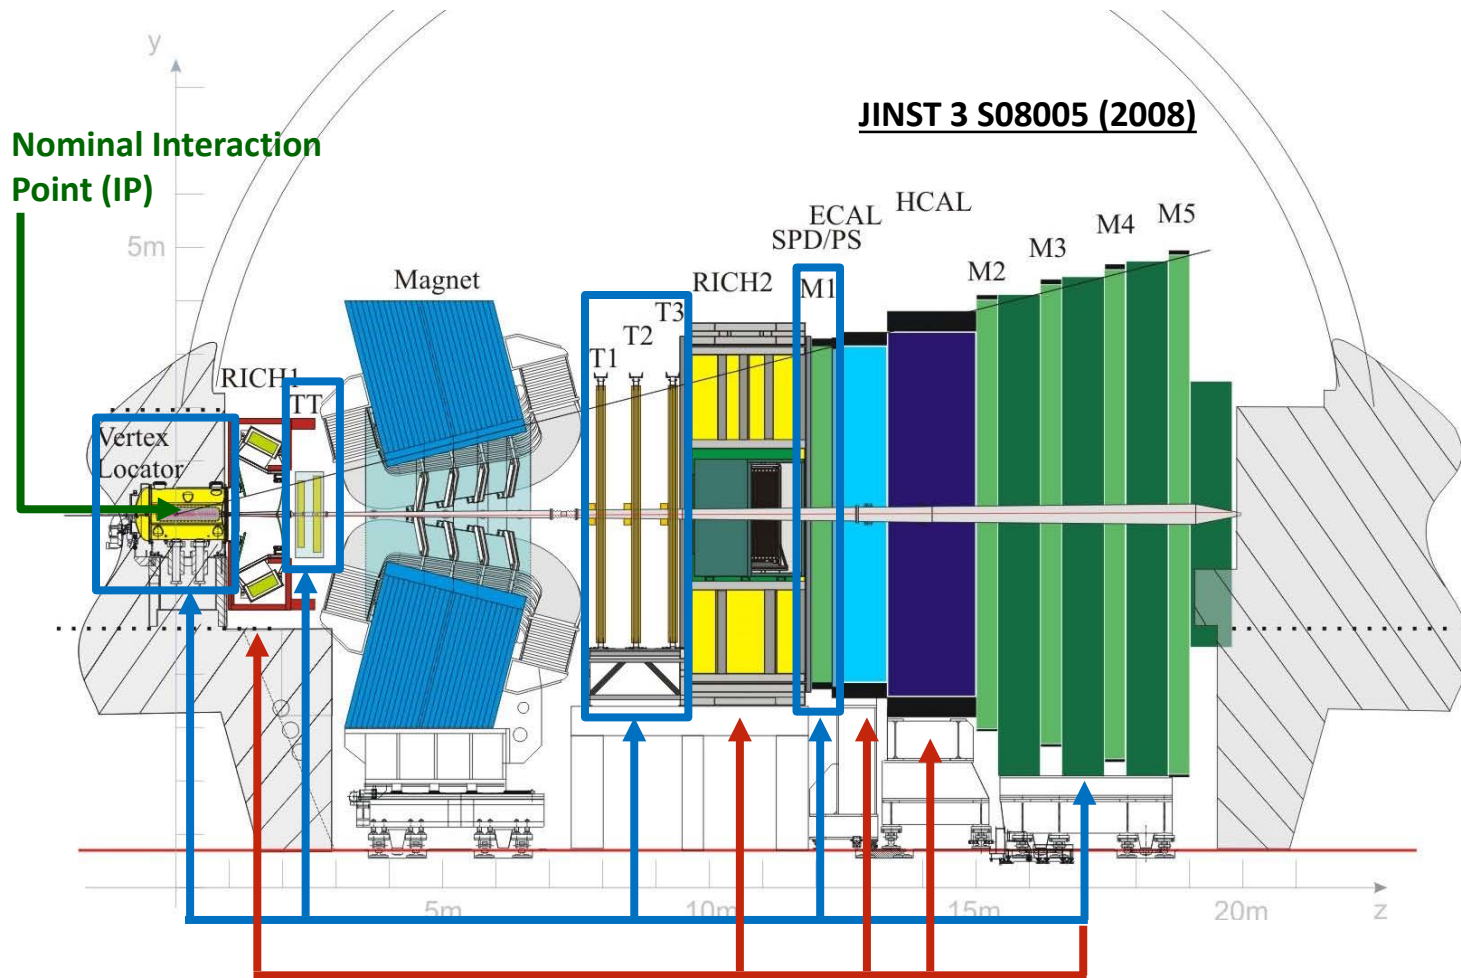 y
JINST 3 S08005 (2008)
Nominal Interaction
Point (IP)
5m
Magnet
RICH1
TT
Vertex
Locator
T1
T2
T3
RICH2
SPD/PS
M1
ECAL
HCAL
M2
M3
M4
M5
5m
10m
15m
20m
z